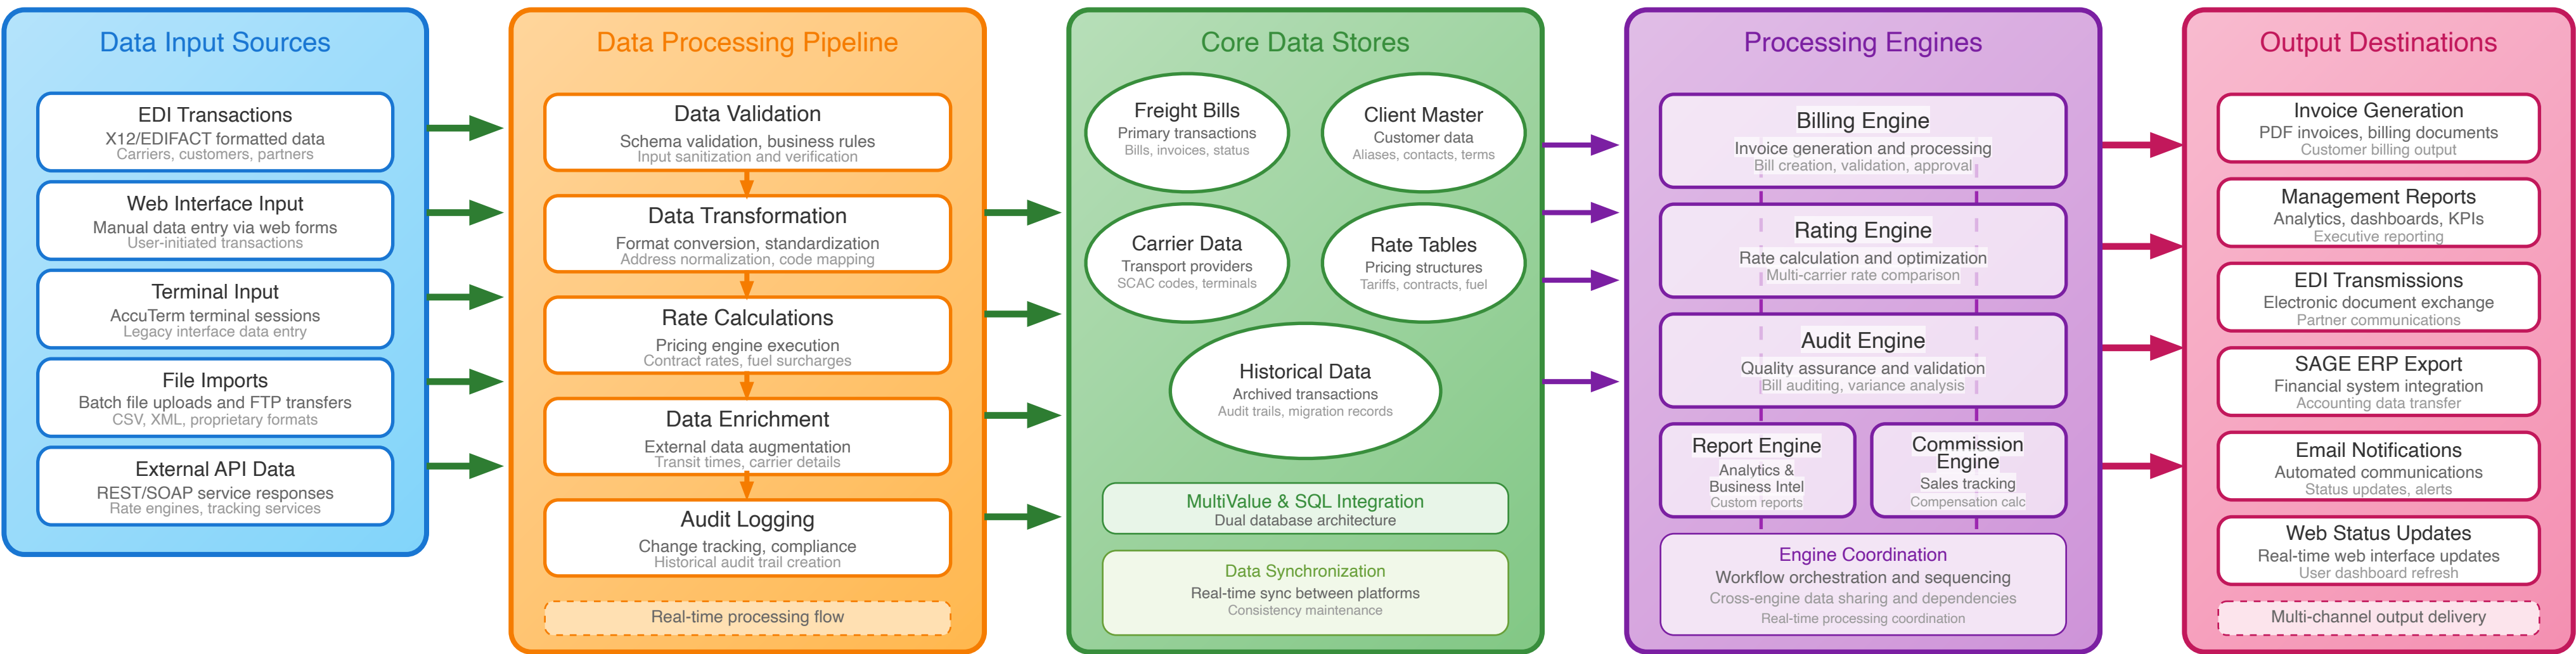 Data Input Sources
EDI Transactions
X12/EDIFACT formatted data
Carriers, customers, partners
Web Interface Input
Manual data entry via web forms
User-initiated transactions
Terminal Input
AccuTerm terminal sessions
Legacy interface data entry
File Imports
Batch file uploads and FTP transfers
CSV, XML, proprietary formats
External API Data
REST/SOAP service responses
Rate engines, tracking services
Data Processing Pipeline
Data Validation
Schema validation, business rules
Input sanitization and verification
Data Transformation
Format conversion, standardization
Address normalization, code mapping
Rate Calculations
Pricing engine execution
Contract rates, fuel surcharges
Data Enrichment
External data augmentation
Transit times, carrier details
Audit Logging
Change tracking, compliance
Historical audit trail creation
Real-time processing flow
Core Data Stores
Freight Bills
Primary transactions
Bills, invoices, status
Client Master
Customer data
Aliases, contacts, terms
Carrier Data
Transport providers
SCAC codes, terminals
Rate Tables
Pricing structures
Tariffs, contracts, fuel
Historical Data
Archived transactions
Audit trails, migration records
MultiValue & SQL Integration
Dual database architecture
Data Synchronization
Real-time sync between platforms
Consistency maintenance
Processing Engines
Billing Engine
Invoice generation and processing
Bill creation, validation, approval
Rating Engine
Rate calculation and optimization
Multi-carrier rate comparison
Audit Engine
Quality assurance and validation
Bill auditing, variance analysis
Report Engine
Analytics &
Business Intel
Custom reports
Commission
Engine
Sales tracking
Compensation calc
Engine Coordination
Workflow orchestration and sequencing
Cross-engine data sharing and dependencies
Real-time processing coordination
Output Destinations
Invoice Generation
PDF invoices, billing documents
Customer billing output
Management Reports
Analytics, dashboards, KPIs
Executive reporting
EDI Transmissions
Electronic document exchange
Partner communications
SAGE ERP Export
Financial system integration
Accounting data transfer
Email Notifications
Automated communications
Status updates, alerts
Web Status Updates
Real-time web interface updates
User dashboard refresh
Multi-channel output delivery